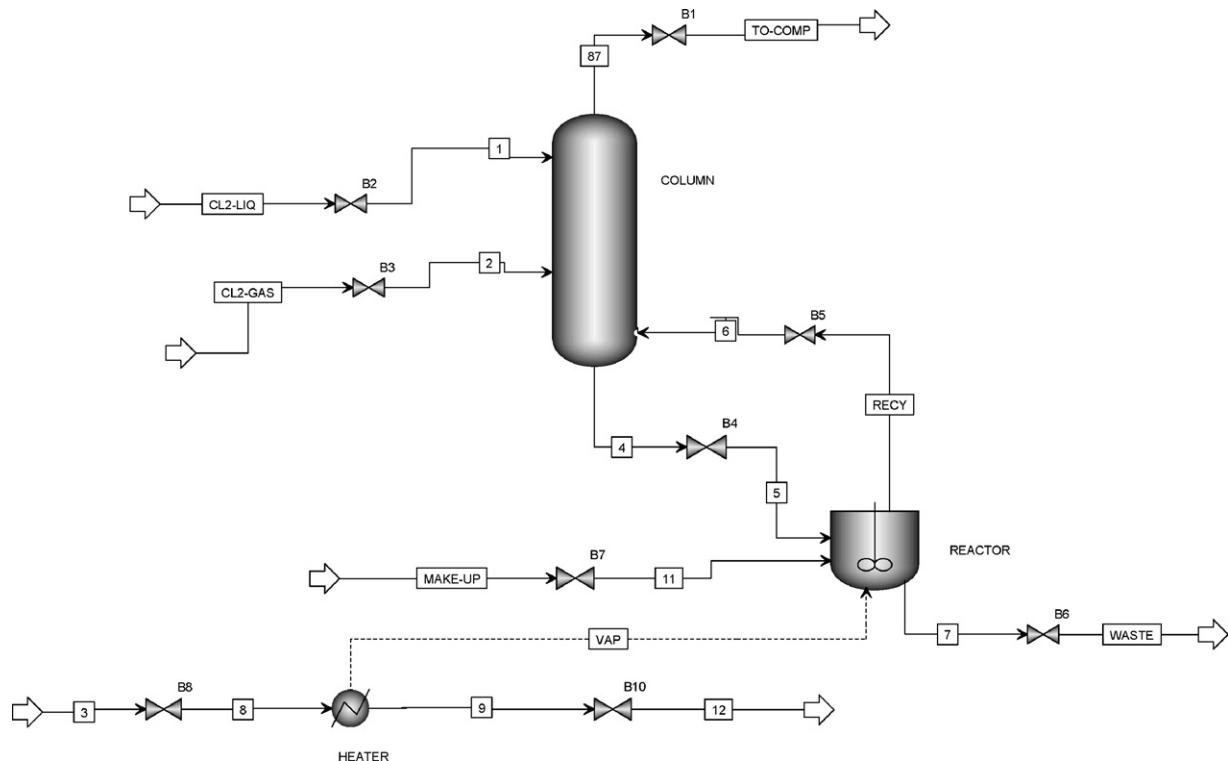 B1
TO-COMP
87
1
COLUMN
B2
CL2-LIQ
2
B3
CL2-GAS
B5
6
RECY
B4
4
5
REACTOR
B7
MAKE-UP
11
B6
7
WASTE
VAP
B8
B10
3
8
9
12
HEATER